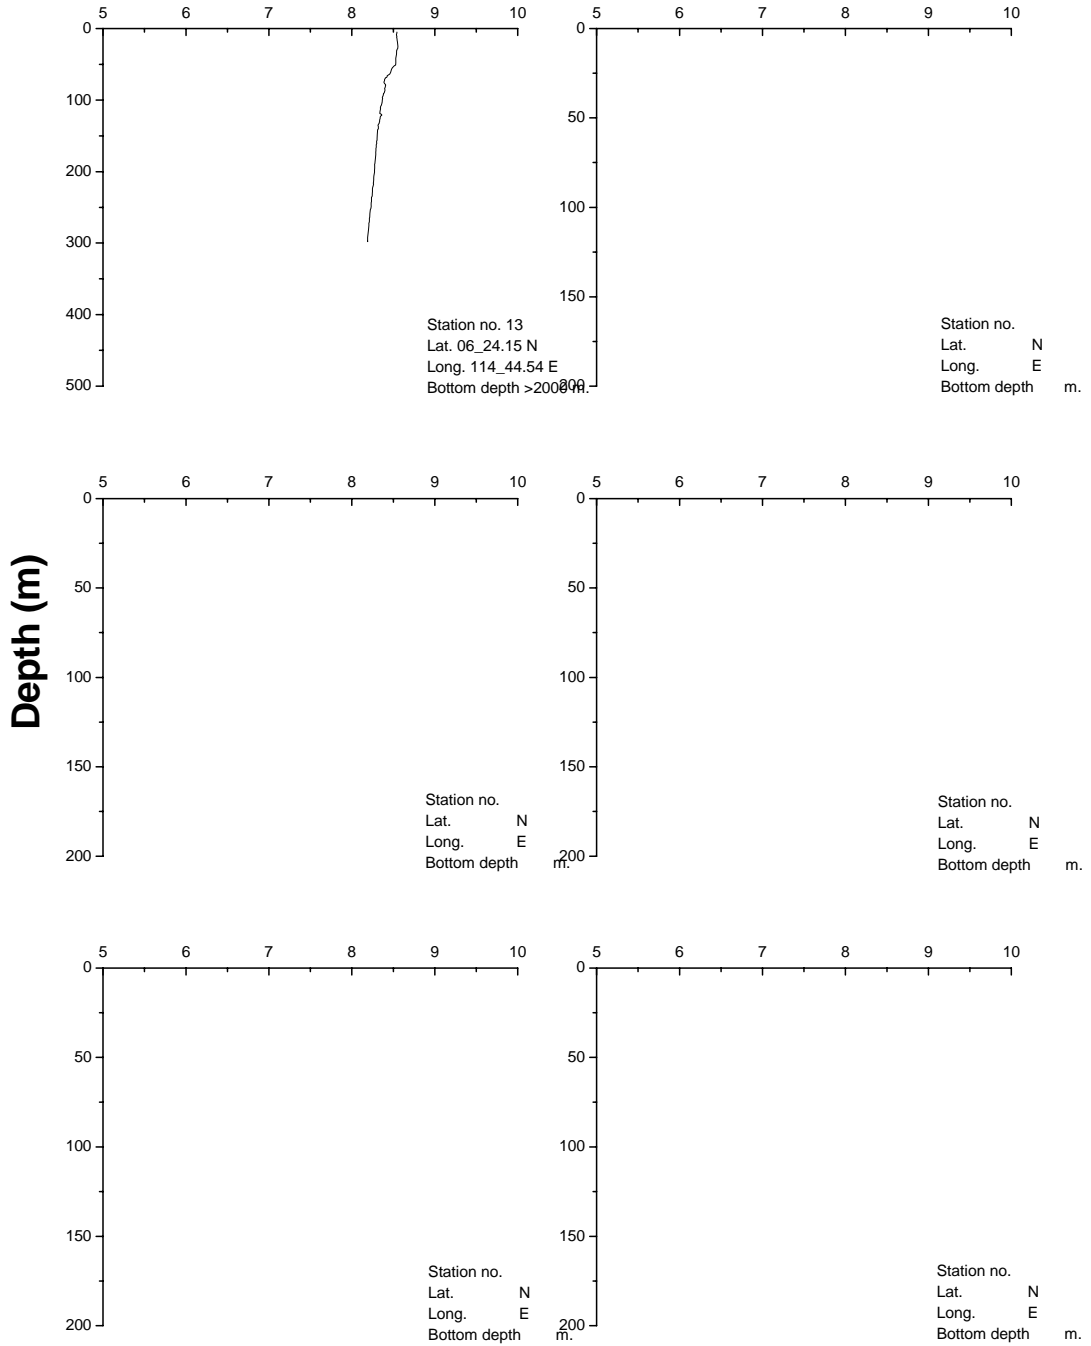 5 6 7 8 9 10
0
100
200
300
400
500
Station no. 13
Lat. 06_24.15 N
Long. 114_44.54 E
Bottom depth >2000 m.
5 6 7 8 9 10
0
50
100
150
200
Station no.
Lat. N
Long. E
Bottom depth m.
Depth (m)
5 6 7 8 9 10
0
50
100
150
200
Station no.
Lat. N
Long. E
Bottom depth m.
5 6 7 8 9 10
0
50
100
150
200
Station no.
Lat. N
Long. E
Bottom depth m.
5 6 7 8 9 10
0
50
100
150
200
Station no.
Lat. N
Long. E
Bottom depth m.
5 6 7 8 9 10
0
50
100
150
200
Station no.
Lat. N
Long. E
Bottom depth m.